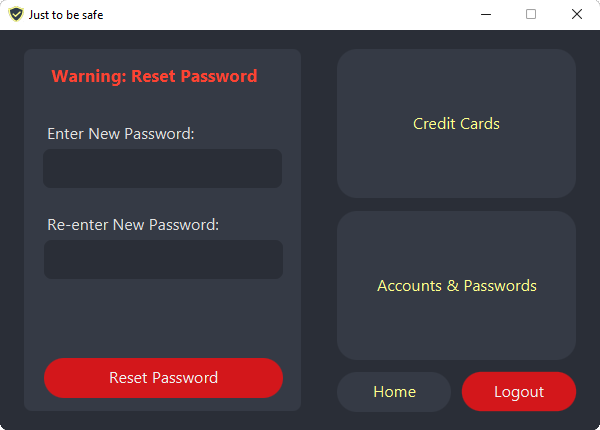 Just to be safe
Warning: Reset Password
Enter New Password:
Re-enter New Password:
Reset Password
Credit Cards
Accounts & Passwords
Home
Logout